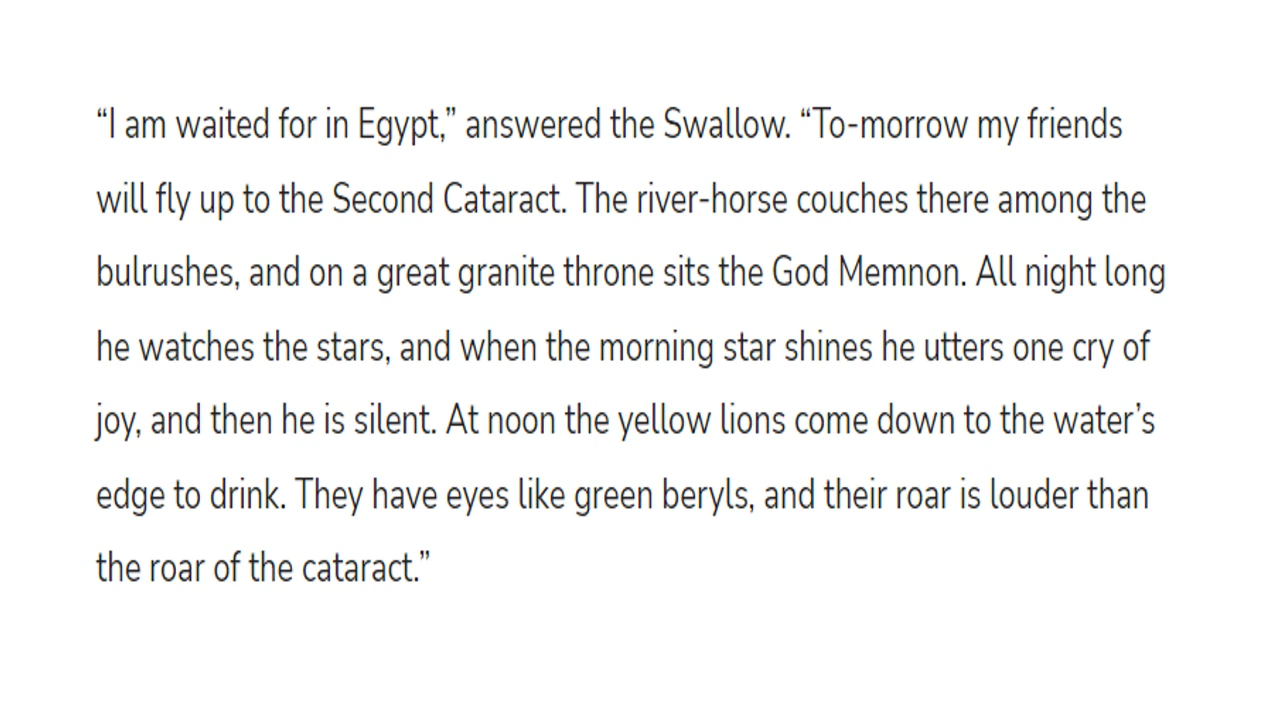 “I am waited for in Egypt,” answered the Swallow. “To-morrow my friends
will fly up to the Second Cataract. The river-horse couches there among the
bulrushes, and on a great granite throne sits the God Memnon. All night long
he watches the stars, and when the morning star shines he utters one cry of
joy, and then he is silent. At noon the yellow lions come down to the water’s
edge to drink. They have eyes like green beryls, and their roar is louder than
the roar of the cataract.”